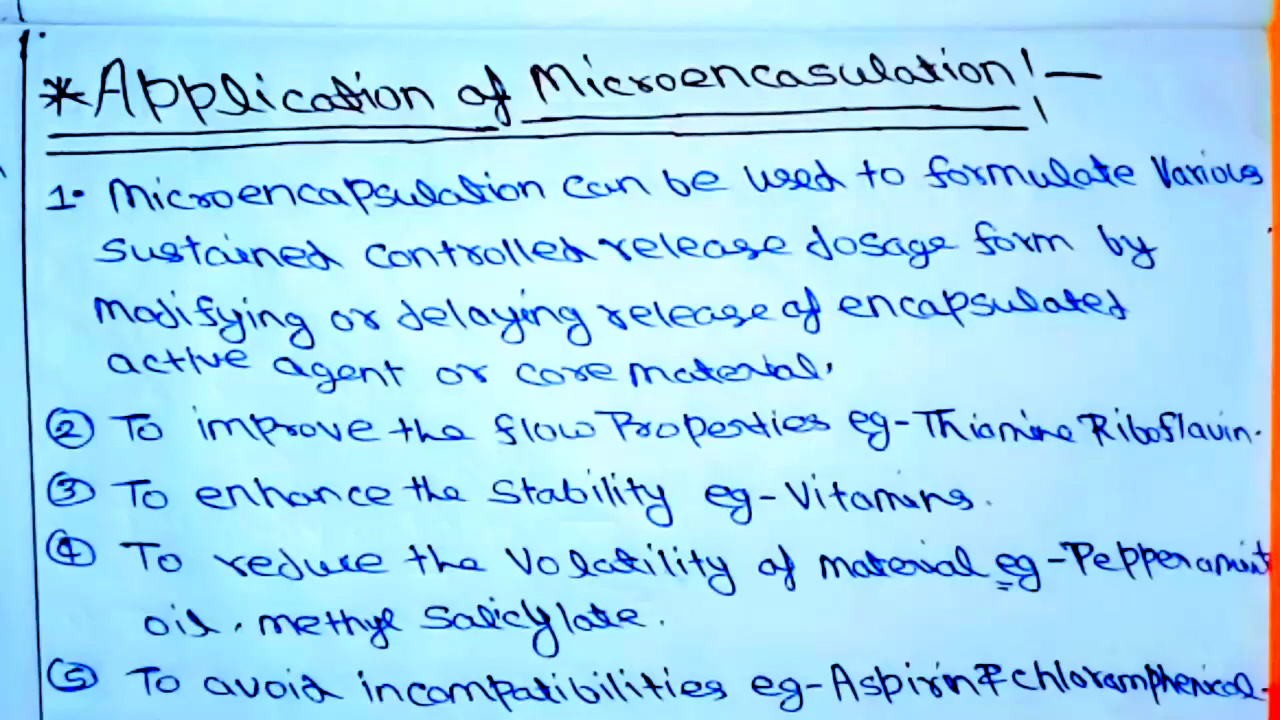 *Application of Microencasulation:—
1. Microencapsulation can be used to formulate Various
sustained controlled release dosage form by
modifying or delaying release of encapsulated
active agent or core material.
② To improve the flow Properties eg-Thiamine Riboflavin.
③ To enhance the Stability eg-Vitamins.
④ To reduce the Volatility of material eg-Pepperamint
oil, methyl Salicylate.
⑤ To avoid incompatibilities eg-Aspirin & chloramphenicol-